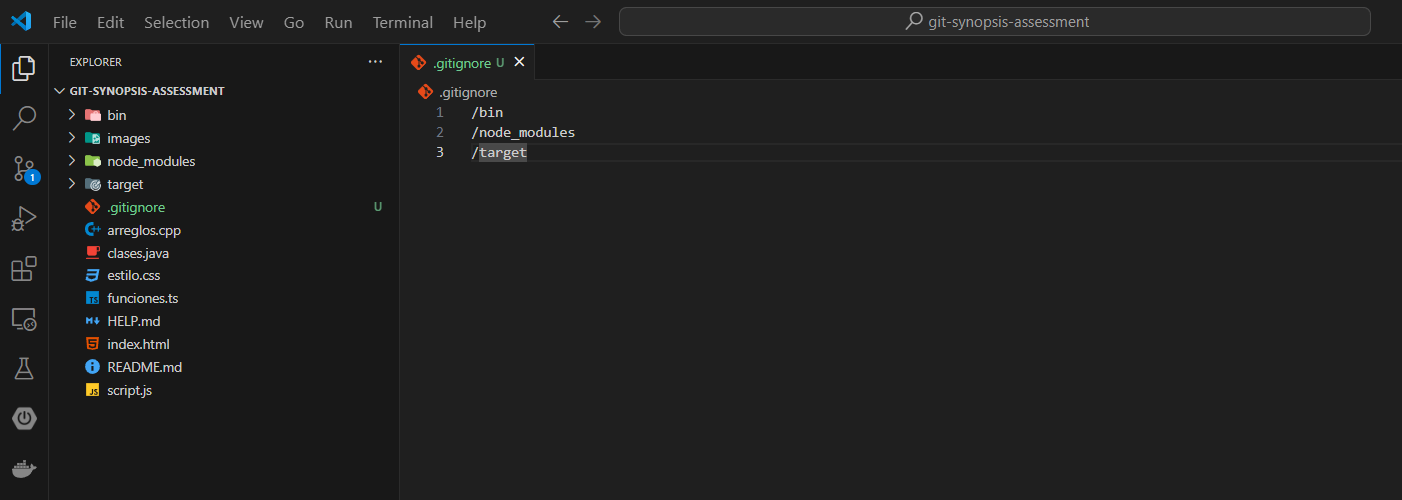 File Edit Selection View Go Run Terminal Help git-synopsis-assessment
EXPLORER
GIT-SYNOPSIS-ASSESSMENT
bin
images
node_modules
target
.gitignore U
arreglos.cpp
clases.java
estilo.css
TS funciones.ts
HELP.md
index.html
README.md
JS script.js
1
.gitignore U
.gitignore
1 /bin
2 /node_modules
3 /target